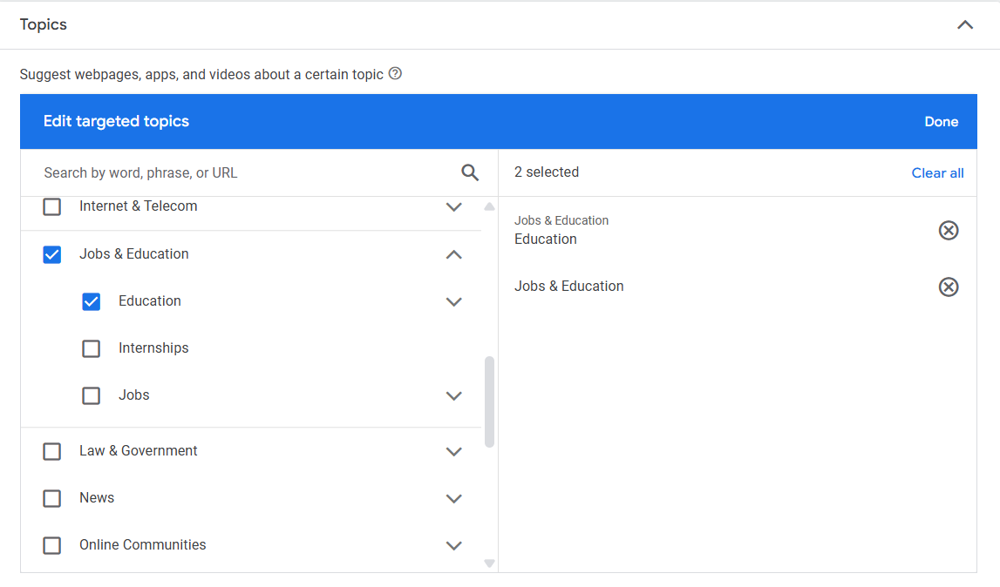 Topics
Suggest webpages, apps, and videos about a certain topic
Edit targeted topics
Done
Search by word, phrase, or URL
2 selected
Clear all
Internet & Telecom
Jobs & Education
Education
Internships
Jobs
Law & Government
News
Online Communities
Jobs & Education
Education
Jobs & Education